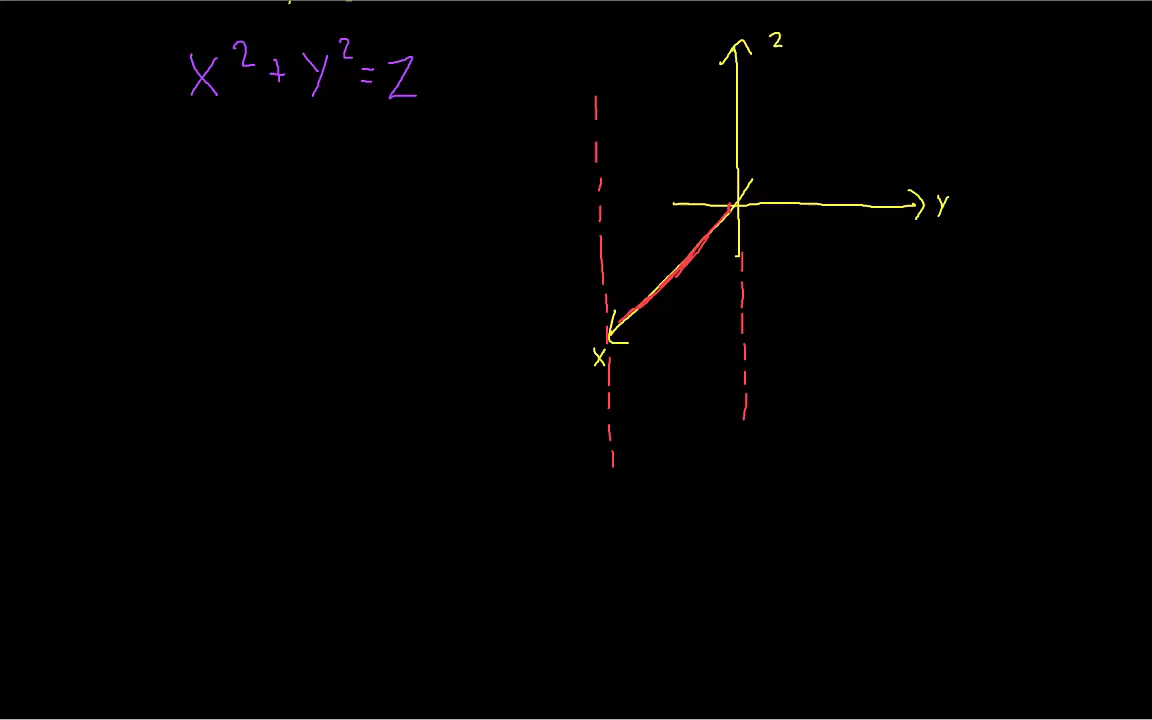 X² + Y² = Z
Z
Y
X